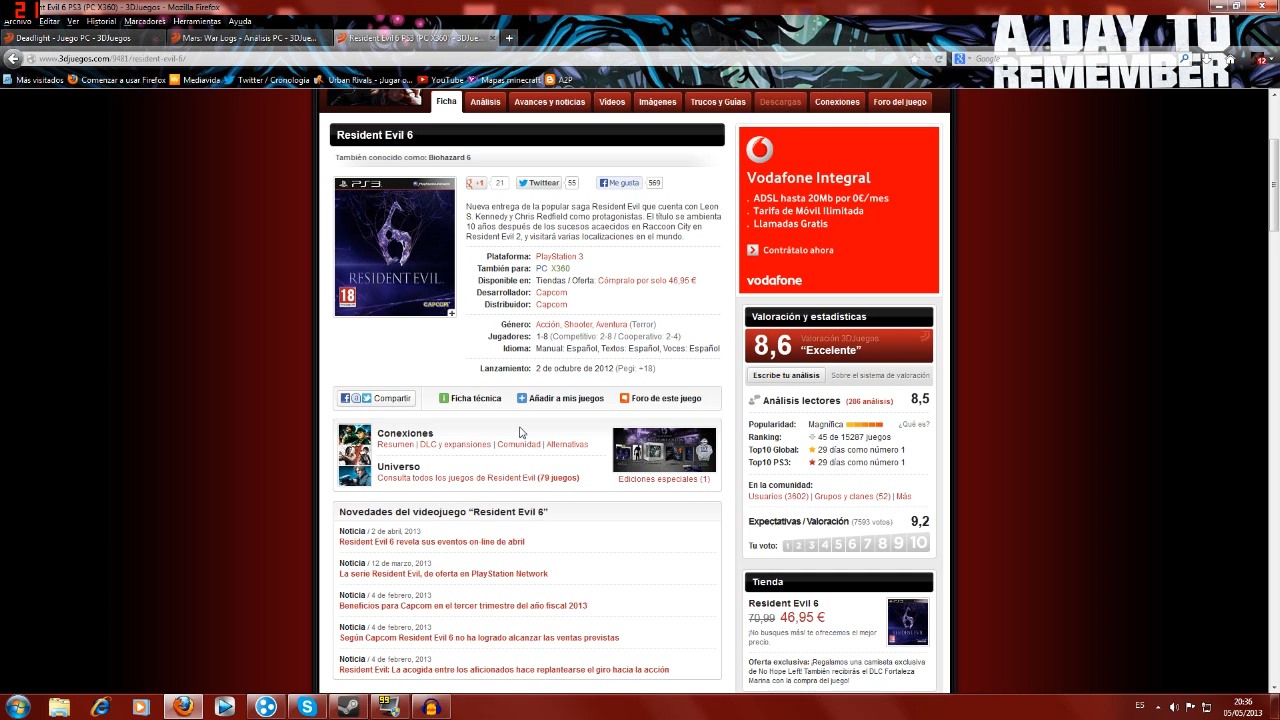 2
nt Evil 6 PS3 (PC X360) - 3DJuegos - Mozilla Firefox
Archivo Editar Ver Historial Marcadores Herramientas Ayuda
A DAY TO
REMEMBER
Deadlight - Juego PC - 3DJuegos
Mars: War Logs - Análisis PC - 3DJue...
Resident Evil 6 PS3 (PC X360) - 3DJue...
www.3djuegos.com/9481/resident-evil-6/
Google
12
Más visitados Comenzar a usar Firefox Mediavida Twitter / Cronología Urban Rivals - ¡Jugar o... YouTube Mapas minecraft A2P
Ficha Análisis Avances y noticias Vídeos Imágenes Trucos y Guías Descargas Conexiones Foro del juego
Resident Evil 6
También conocido como: Biohazard 6
PS3
RESIDENT EVIL
18
CAPCOM
+1 21 Twittear 55 Me gusta 569
Nueva entrega de la popular saga Resident Evil que cuenta con Leon
S. Kennedy y Chris Redfield como protagonistas. El título se ambienta
10 años después de los sucesos acaecidos en Raccoon City en
Resident Evil 2, y visitará varias localizaciones en el mundo.
Plataforma: PlayStation 3
También para: PC X360
Disponible en: Tiendas / Oferta: Cómpralo por solo 46,95 €
Desarrollador: Capcom
Distribuidor: Capcom
Género: Acción, Shooter, Aventura (Terror)
Jugadores: 1-8 (Competitivo: 2-8 / Cooperativo: 2-4)
Idioma: Manual: Español, Textos: Español, Voces: Español
Lanzamiento: 2 de octubre de 2012 (Pegi: +18)
Compartir Ficha técnica Añadir a mis juegos Foro de este juego
Conexiones
Resumen | DLC y expansiones | Comunidad | Alternativas
Universo
Consulta todos los juegos de Resident Evil (79 juegos)
Ediciones especiales (1)
Novedades del videojuego “Resident Evil 6”
Noticia / 2 de abril, 2013
Resident Evil 6 revela sus eventos on-line de abril
Noticia / 12 de marzo, 2013
La serie Resident Evil, de oferta en PlayStation Network
Noticia / 4 de febrero, 2013
Beneficios para Capcom en el tercer trimestre del año fiscal 2013
Noticia / 4 de febrero, 2013
Según Capcom Resident Evil 6 no ha logrado alcanzar las ventas previstas
Noticia / 4 de febrero, 2013
Resident Evil: La acogida entre los aficionados hace replantearse el giro hacia la acción
Vodafone Integral
. ADSL hasta 20Mb por 0€/mes
. Tarifa de Móvil Ilimitada
. Llamadas Gratis
Contrátalo ahora
vodafone
Valoración y estadísticas
8,6 Valoración 3DJuegos
“Excelente”
Escribe tu análisis Sobre el sistema de valoración
Análisis lectores (286 análisis) 8,5
Popularidad: Magnífica ¿Qué es?
Ranking: 45 de 15287 juegos
Top10 Global: 29 días como número 1
Top10 PS3: 29 días como número 1
En la comunidad:
Usuarios (3602) | Grupos y clanes (52) | Más
Expectativas / Valoración (7593 votos) 9,2
Tu voto: 1 2 3 4 5 6 7 8 9 10
Tienda
Resident Evil 6
70,99 46,95 €
¡No busques más! te ofrecemos el mejor
precio.
Oferta exclusiva: ¡Regalamos una camiseta exclusiva
de No Hope Left! También recibirás el DLC Fortaleza
Marina con la compra del juego!
99
ES
20:36
05/05/2013